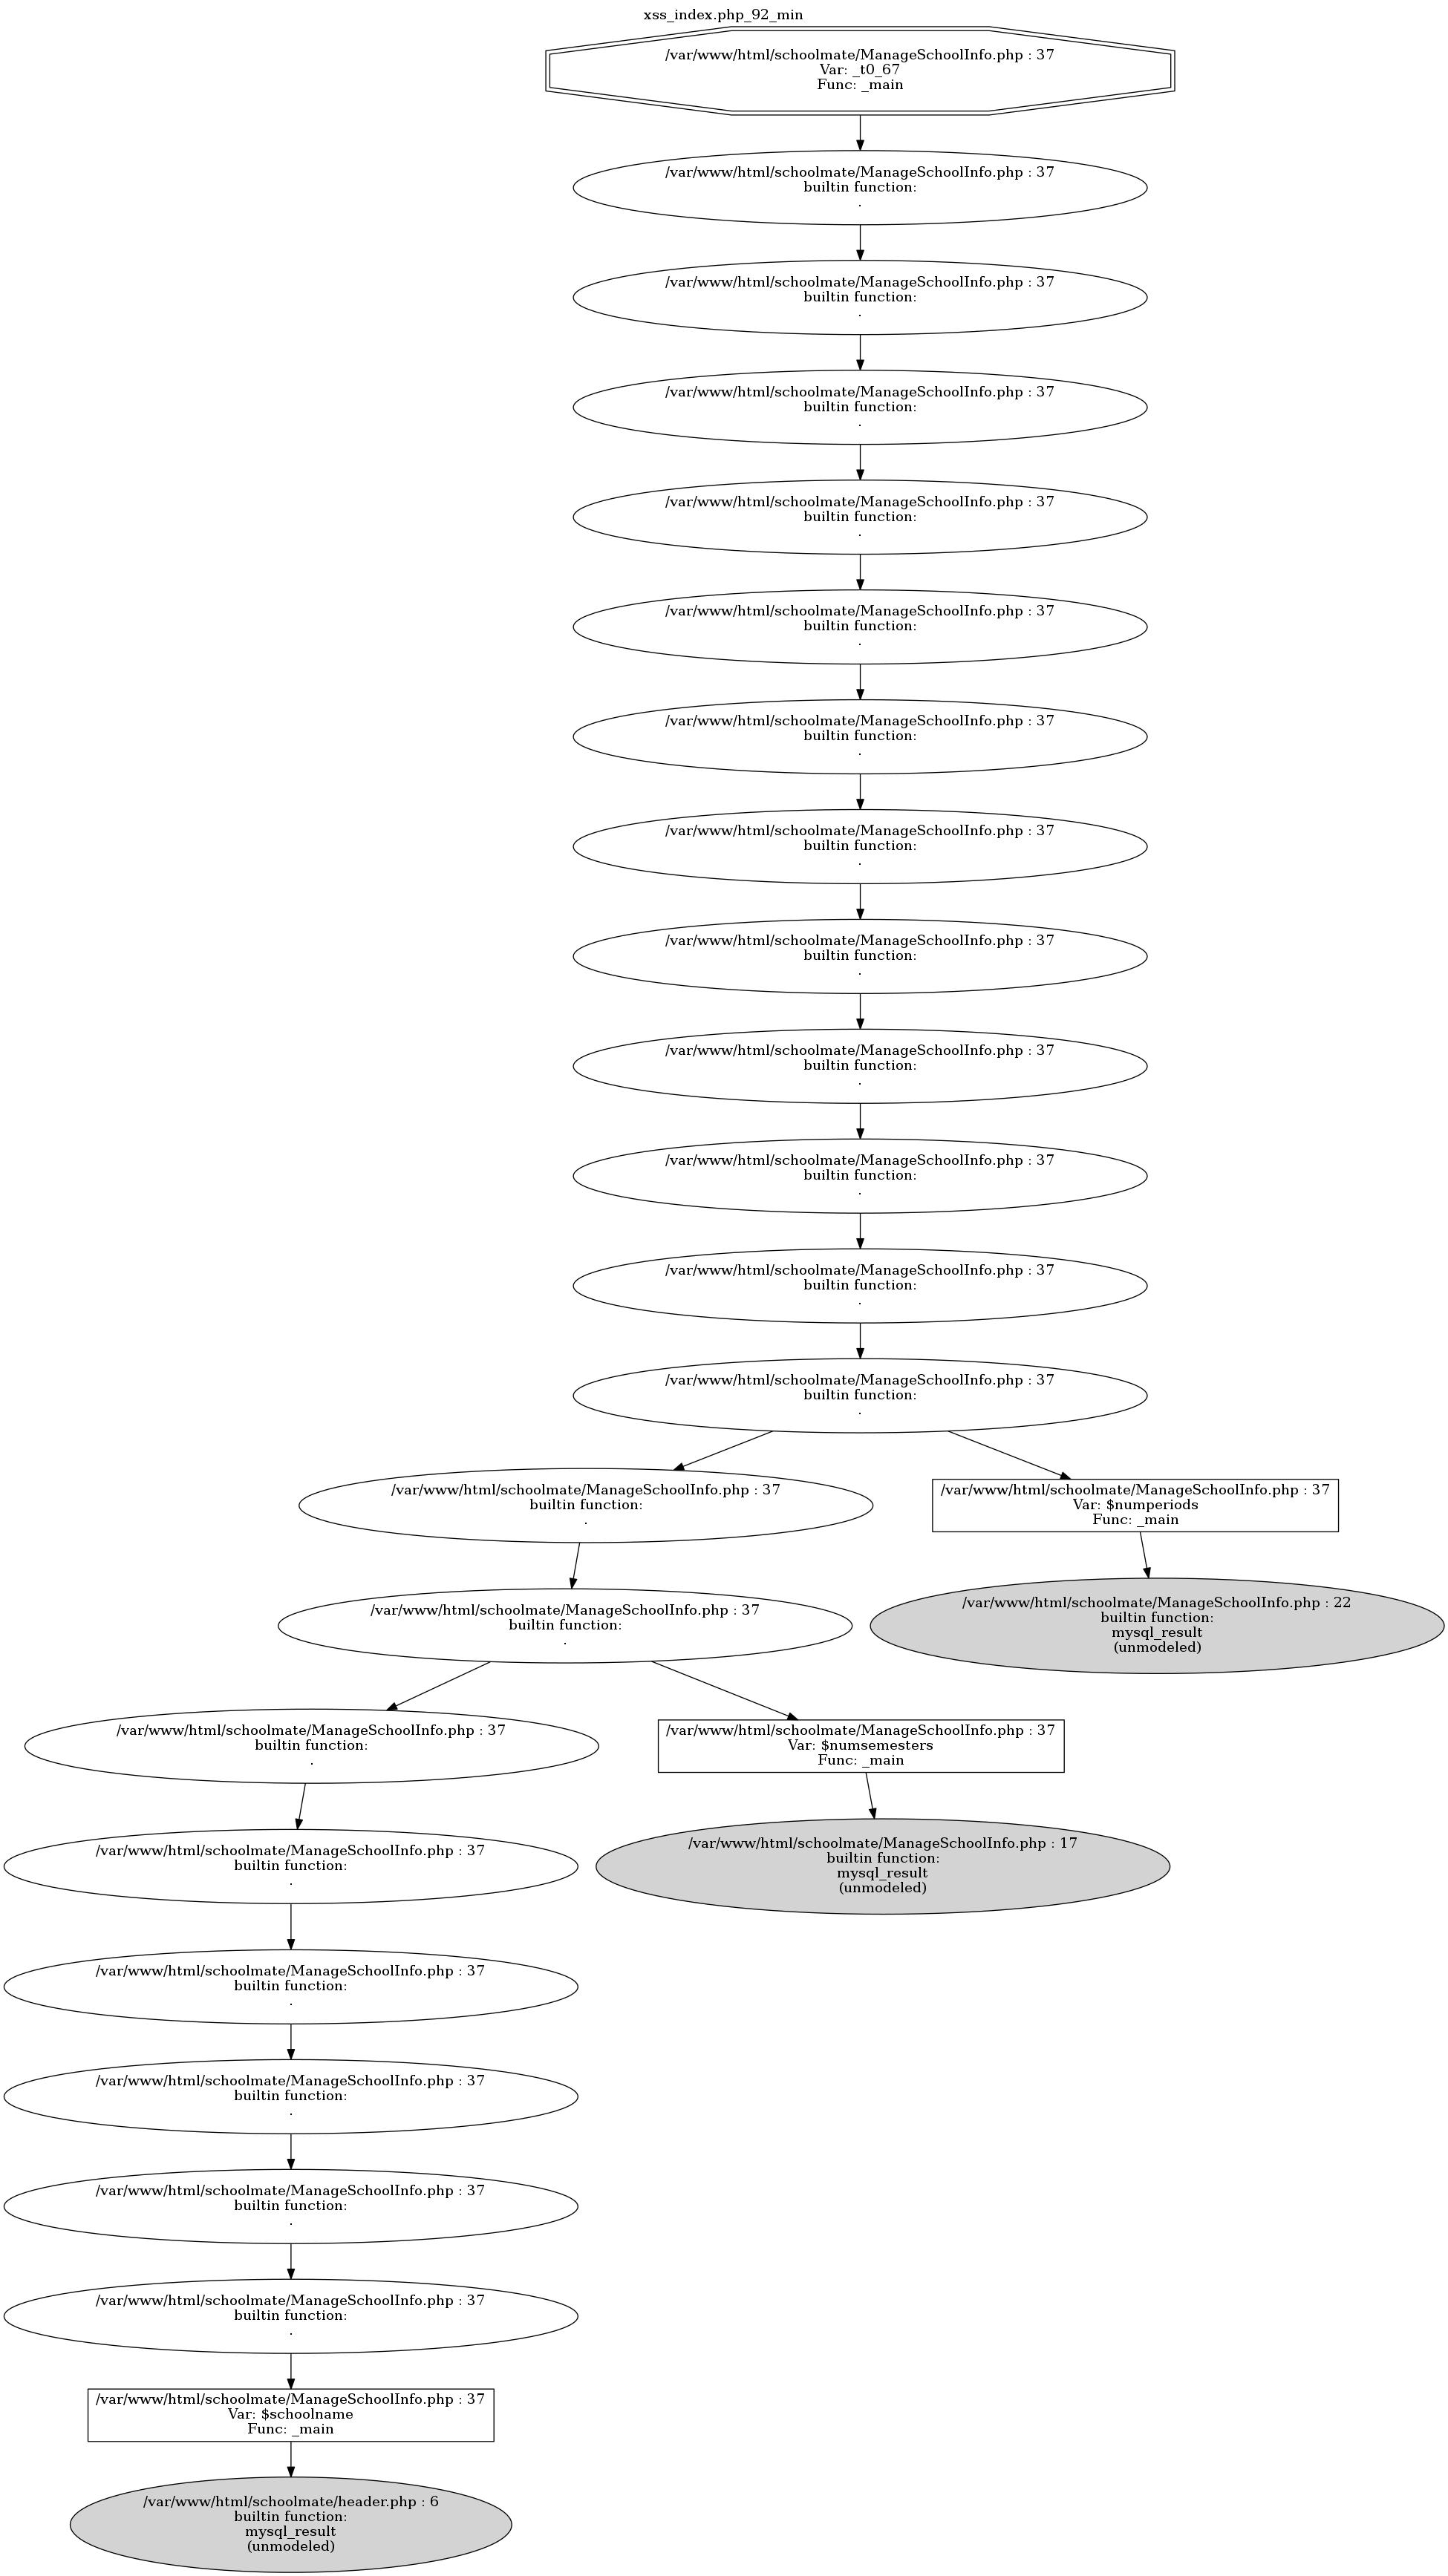 xss_index.php_92_min
/var/www/html/schoolmate/ManageSchoolInfo.php : 37
Var: _t0_67
Func: _main
/var/www/html/schoolmate/ManageSchoolInfo.php : 37
builtin function:
.
/var/www/html/schoolmate/ManageSchoolInfo.php : 37
builtin function:
.
/var/www/html/schoolmate/ManageSchoolInfo.php : 37
builtin function:
.
/var/www/html/schoolmate/ManageSchoolInfo.php : 37
builtin function:
.
/var/www/html/schoolmate/ManageSchoolInfo.php : 37
builtin function:
.
/var/www/html/schoolmate/ManageSchoolInfo.php : 37
builtin function:
.
/var/www/html/schoolmate/ManageSchoolInfo.php : 37
builtin function:
.
/var/www/html/schoolmate/ManageSchoolInfo.php : 37
builtin function:
.
/var/www/html/schoolmate/ManageSchoolInfo.php : 37
builtin function:
.
/var/www/html/schoolmate/ManageSchoolInfo.php : 37
builtin function:
.
/var/www/html/schoolmate/ManageSchoolInfo.php : 37
builtin function:
.
/var/www/html/schoolmate/ManageSchoolInfo.php : 37
builtin function:
.
/var/www/html/schoolmate/ManageSchoolInfo.php : 37
builtin function:
.
/var/www/html/schoolmate/ManageSchoolInfo.php : 37
Var: $numperiods
Func: _main
/var/www/html/schoolmate/ManageSchoolInfo.php : 37
builtin function:
.
/var/www/html/schoolmate/ManageSchoolInfo.php : 22
builtin function:
mysql_result
(unmodeled)
/var/www/html/schoolmate/ManageSchoolInfo.php : 37
builtin function:
.
/var/www/html/schoolmate/ManageSchoolInfo.php : 37
Var: $numsemesters
Func: _main
/var/www/html/schoolmate/ManageSchoolInfo.php : 37
builtin function:
.
/var/www/html/schoolmate/ManageSchoolInfo.php : 17
builtin function:
mysql_result
(unmodeled)
/var/www/html/schoolmate/ManageSchoolInfo.php : 37
builtin function:
.
/var/www/html/schoolmate/ManageSchoolInfo.php : 37
builtin function:
.
/var/www/html/schoolmate/ManageSchoolInfo.php : 37
builtin function:
.
/var/www/html/schoolmate/ManageSchoolInfo.php : 37
builtin function:
.
/var/www/html/schoolmate/ManageSchoolInfo.php : 37
Var: $schoolname
Func: _main
/var/www/html/schoolmate/header.php : 6
builtin function:
mysql_result
(unmodeled)